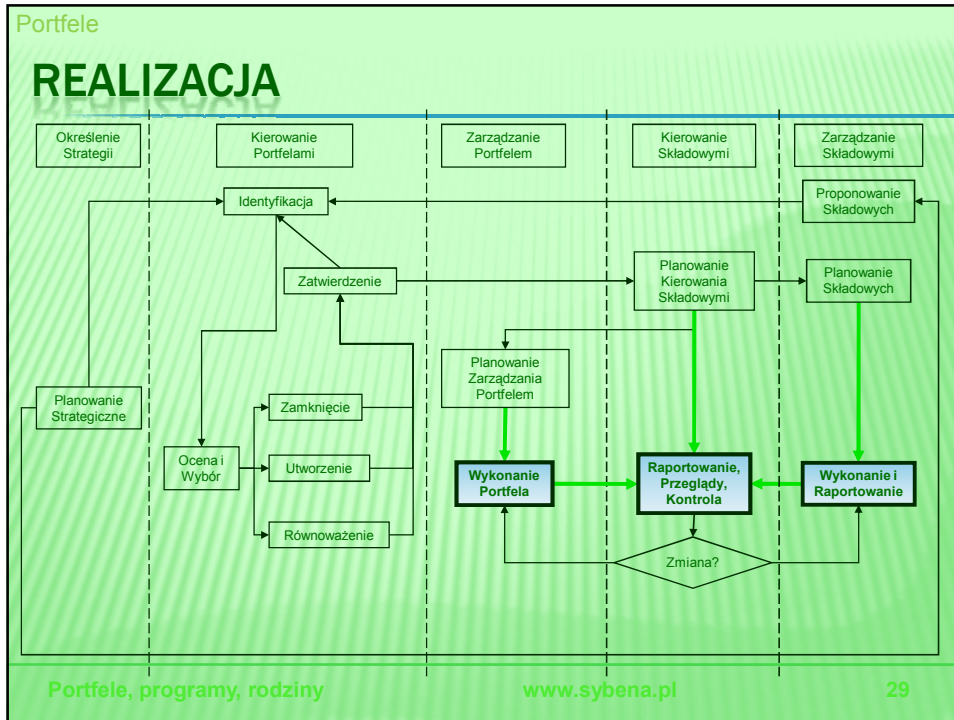 Portfele
REALIZACJA
Określenie
Strategii
Kierowanie
Portfelami
Zarządzanie
Portfelem
Kierowanie
Składowymi
Zarządzanie
Składowymi
Identyfikacja
Proponowanie
Składowych
Zatwierdzenie
Planowanie
Kierowania
Składowymi
Planowanie
Składowych
Planowanie
Zarządzania
Portfelem
Planowanie
Strategiczne
Zamknięcie
Ocena i
Wybór
Utworzenie
Równoważenie
Wykonanie
Portfela
Raportowanie,
Przeglądy,
Kontrola
Wykonanie i
Raportowanie
Zmiana?
Portfele, programy, rodziny
www.sybena.pl
29